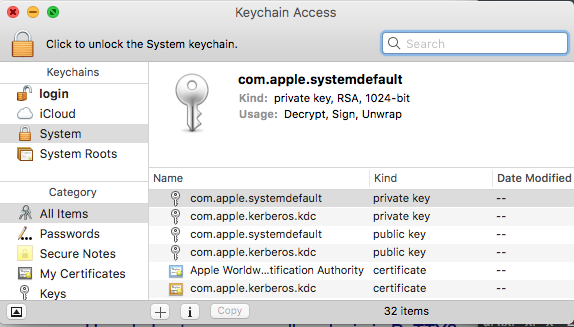 Keychain Access
Click to unlock the System keychain.
Search
Keychains
login
iCloud
System
System Roots
com.apple.systemdefault
Kind: private key, RSA, 1024-bit
Usage: Decrypt, Sign, Unwrap
Category
All Items
Passwords
Secure Notes
My Certificates
Keys
Name Kind Date Modified
com.apple.systemdefault private key --
com.apple.kerberos.kdc private key --
com.apple.systemdefault public key --
com.apple.kerberos.kdc public key --
Apple Worldw...tification Authority certificate --
com.apple.kerberos.kdc certificate --
Copy
32 items